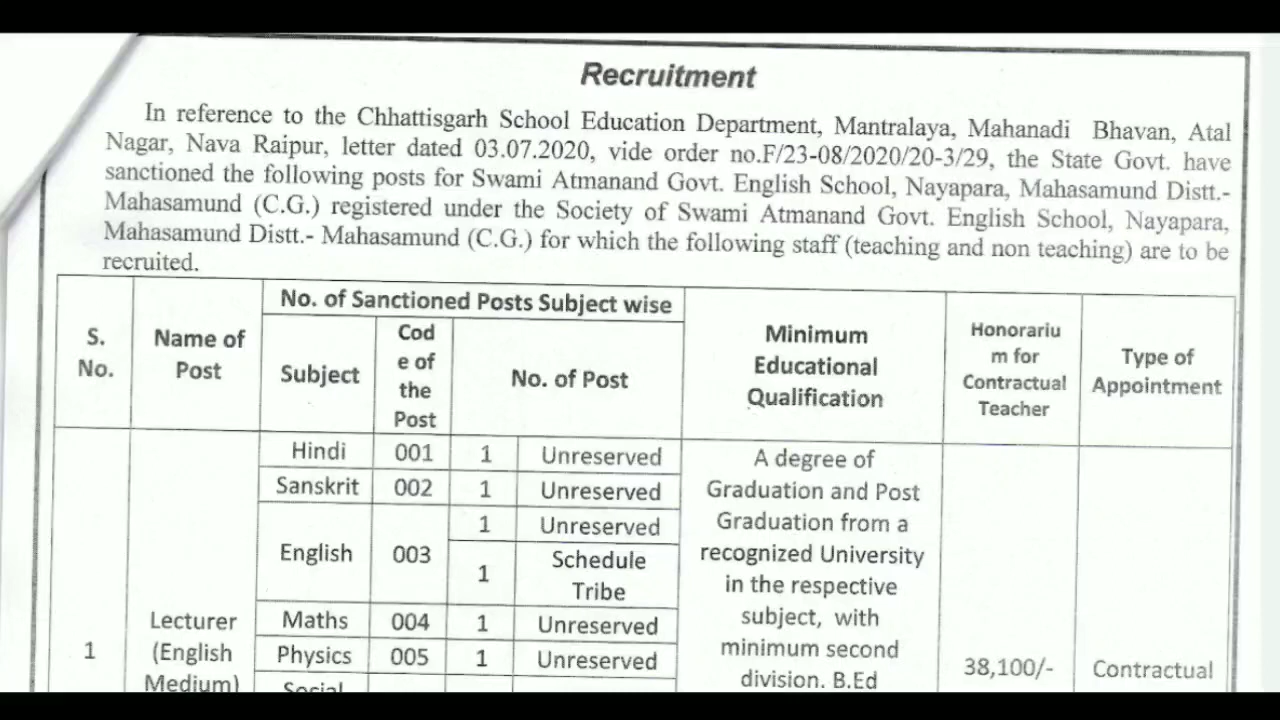 Recruitment
In reference to the Chhattisgarh School Education Department, Mantralaya, Mahanadi Bhavan, Atal
Nagar, Nava Raipur, letter dated 03.07.2020, vide order no.F/23-08/2020/20-3/29, the State Govt. have
sanctioned the following posts for Swami Atmanand Govt. English School, Nayapara, Mahasamund Distt.-
Mahasamund (C.G.) registered under the Society of Swami Atmanand Govt. English School, Nayapara,
Mahasamund Distt.- Mahasamund (C.G.) for which the following staff (teaching and non teaching) are to be
recruited.
S.
No.
Name of
Post
No. of Sanctioned Posts Subject wise
Subject
Cod
e of
the
Post
No. of Post
Minimum
Educational
Qualification
Honorariu
m for
Contractual
Teacher
Type of
Appointment
1
Lecturer
(English
Medium)
Hindi 001 1 Unreserved
Sanskrit 002 1 Unreserved
English 003 1 Unreserved
1 Schedule
Tribe
Maths 004 1 Unreserved
Physics 005 1 Unreserved
Social
A degree of
Graduation and Post
Graduation from a
recognized University
in the respective
subject, with
minimum second
division. B.Ed
38,100/-
Contractual